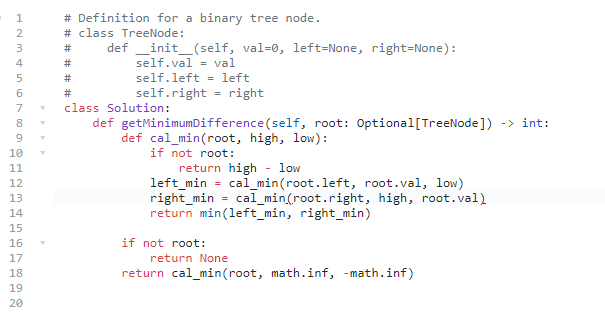 1 # Definition for a binary tree node.
2 # class TreeNode:
3 #     def __init__(self, val=0, left=None, right=None):
4 #         self.val = val
5 #         self.left = left
6 #         self.right = right
7 class Solution:
8     def getMinimumDifference(self, root: Optional[TreeNode]) -> int:
9         def cal_min(root, high, low):
10             if not root:
11                 return high - low
12             left_min = cal_min(root.left, root.val, low)
13             right_min = cal_min(root.right, high, root.val)
14             return min(left_min, right_min)
15
16         if not root:
17             return None
18         return cal_min(root, math.inf, -math.inf)
19
20